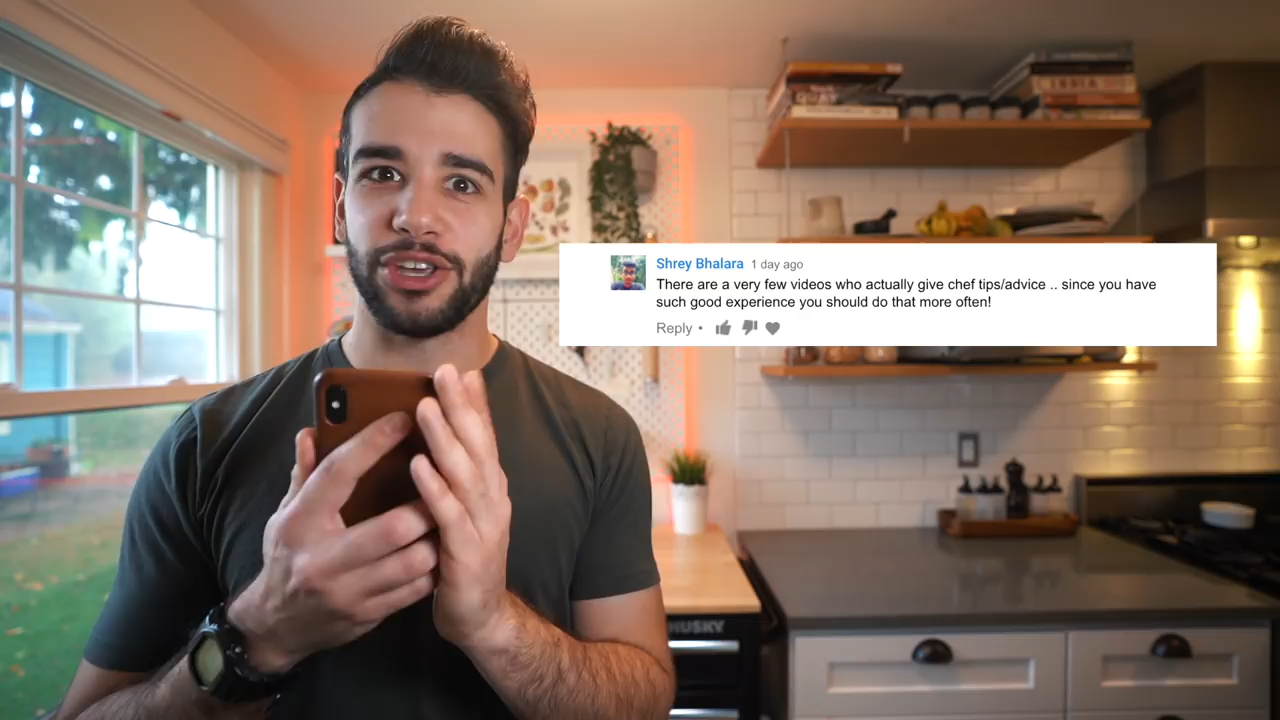 INDIA
Shrey Bhalara 1 day ago
There are a very few videos who actually give chef tips/advice .. since you have
such good experience you should do that more often!
Reply •
HUSKY